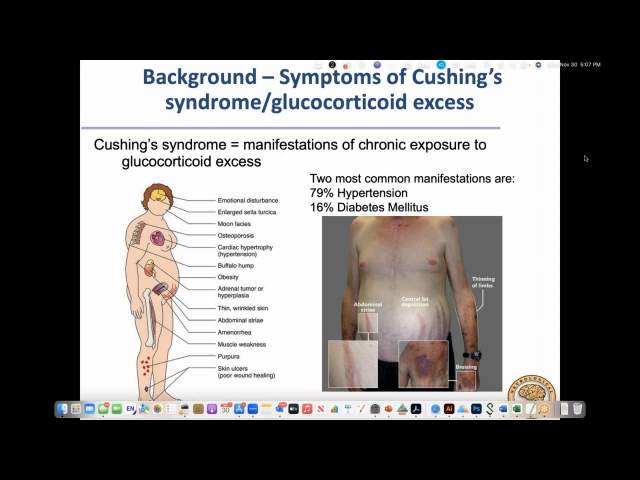 Nov 30 5:07 PM
Background – Symptoms of Cushing's
syndrome/glucocorticoid excess
Cushing's syndrome = manifestations of chronic exposure to
glucocorticoid excess
Two most common manifestations are:
79% Hypertension
16% Diabetes Mellitus
Emotional disturbance
Enlarged sella turcica
Moon facies
Osteoporosis
Cardiac hypertrophy
(hypertension)
Buffalo hump
Obesity
Adrenal tumor or
hyperplasia
Thin, wrinkled skin
Abdominal striae
Amenorrhea
Muscle weakness
Purpura
Skin ulcers
(poor wound healing)
Thinning
of limbs
Abdominal
striae
Central fat
deposition
Bruising
NEUROLOGICAL